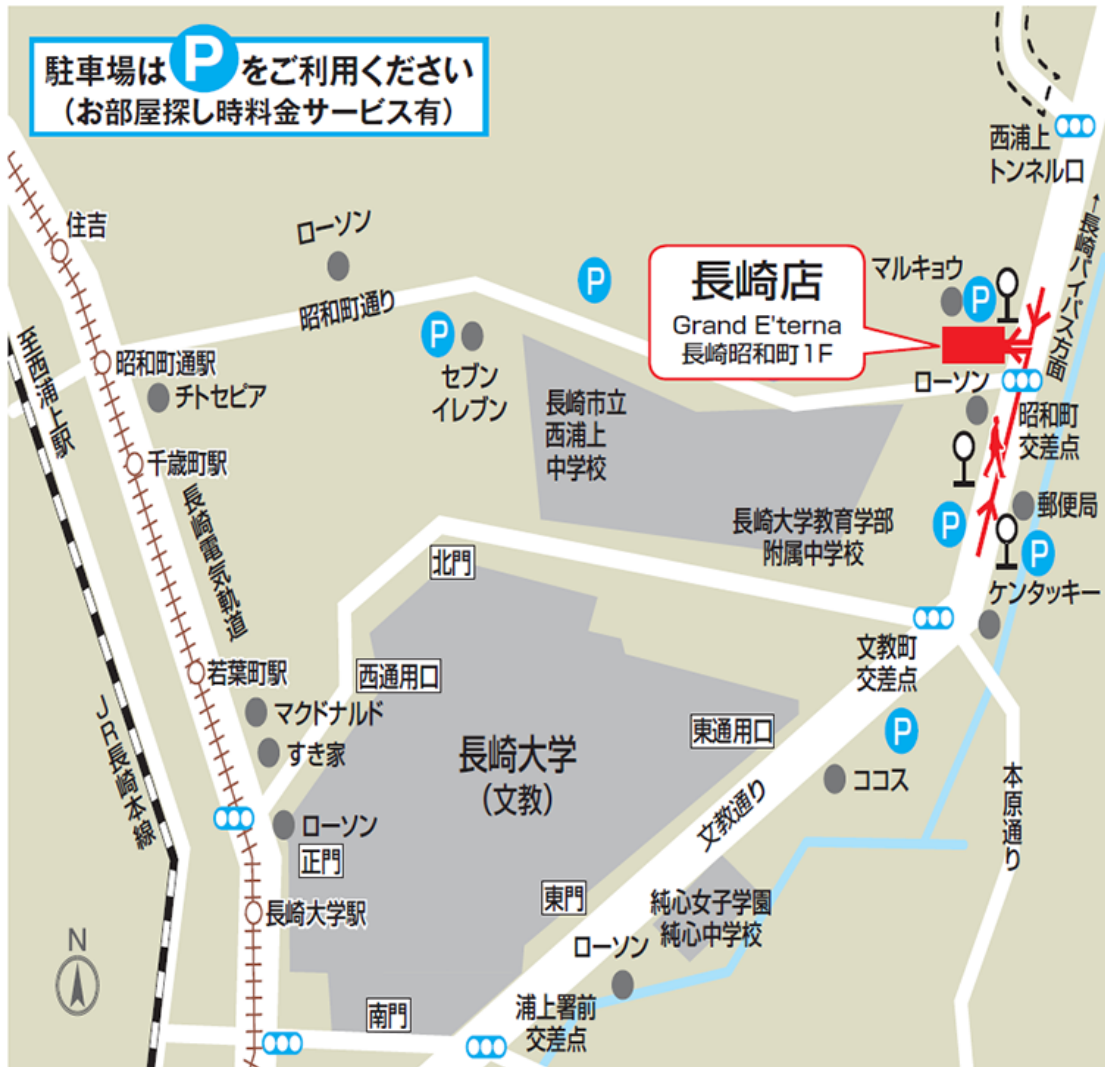 駐車場はPをご利用ください
（お部屋探し時料金サービス有）
西浦上
トンネル口
←長崎バイパス方面
住吉
ローソン
昭和町通り
P
マルキョウ
P
長崎店
Grand E'terna
長崎昭和町1F
至西浦上駅
昭和町通駅
チトセピア
P
セブン
イレブン
長崎市立
西浦上
中学校
ローソン
昭和町
交差点
千歳町駅
長崎電気軌道
長崎大学教育学部
附属中学校
P
郵便局
P
ケンタッキー
北門
文教町
交差点
若葉町駅
西通用口
マクドナルド
すき家
JR長崎本線
長崎大学
（文教）
東通用口
P
ココス
文教通り
本原通り
ローソン
正門
長崎大学駅
東門
純心女子学園
純心中学校
ローソン
N
南門
浦上署前
交差点